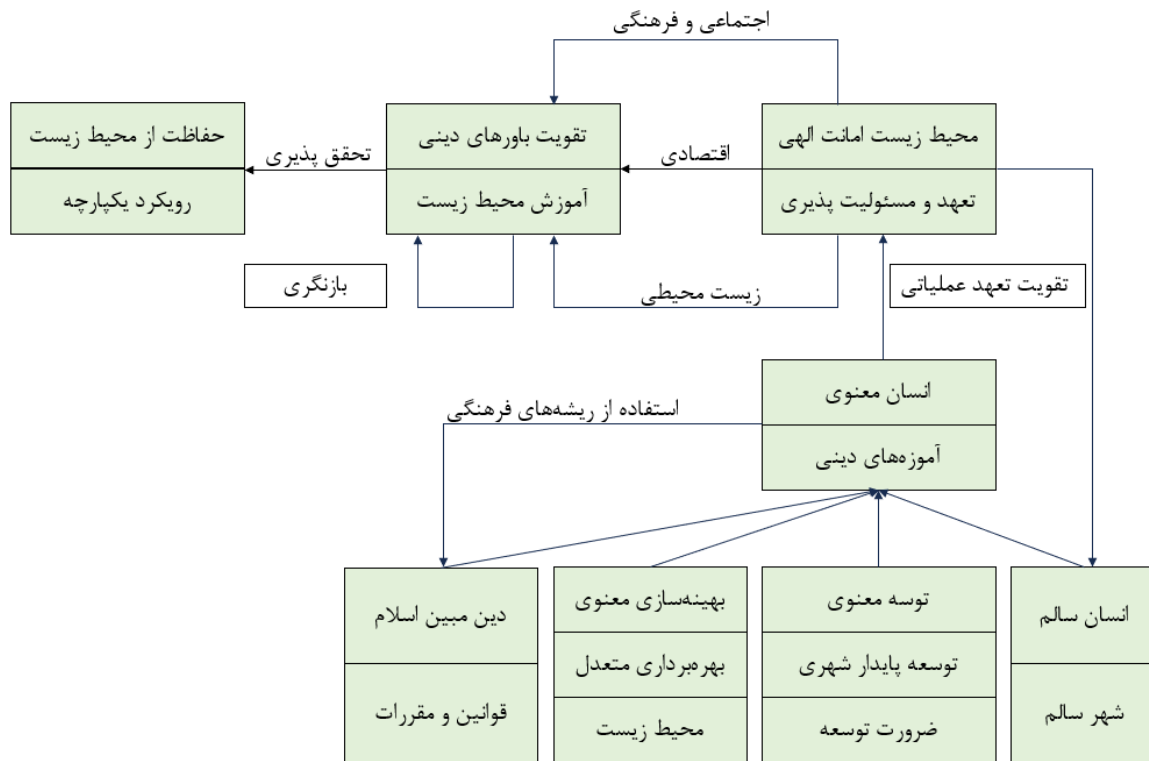 اجتماعی و فرهنگی
محیط زیست امانت الهی
تعهد و مسئولیت پذیری
اقتصادی
تقویت باورهای دینی
آموزش محیط زیست
تحقق پذیری
حفاظت از محیط زیست
رویکرد یکپارچه
تقویت تعهد عملیاتی
زیست محیطی
بازنگری
انسان معنوی
آموزه‌های دینی
استفاده از ریشه‌های فرهنگی
انسان سالم
شهر سالم
توسه معنوی
توسعه پایدار شهری
ضرورت توسعه
بهینه‌سازی معنوی
بهره‌برداری متعدل
محیط زیست
دین مبین اسلام
قوانین و مقررات